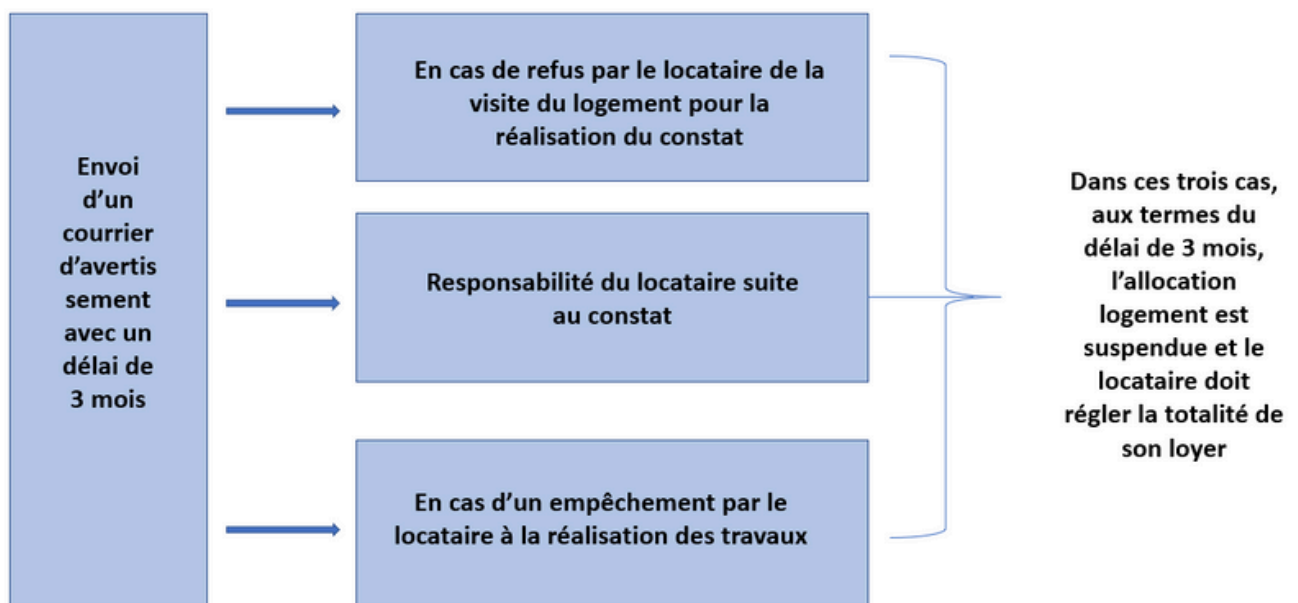 Envoi
d’un
courrier
d’avertis
sement
avec un
délai de
3 mois
En cas de refus par le locataire de la
visite du logement pour la
réalisation du constat
Responsabilité du locataire suite
au constat
En cas d’un empêchement par le
locataire à la réalisation des travaux
Dans ces trois cas,
aux termes du
délai de 3 mois,
l’allocation
logement est
suspendue et le
locataire doit
régler la totalité de
son loyer